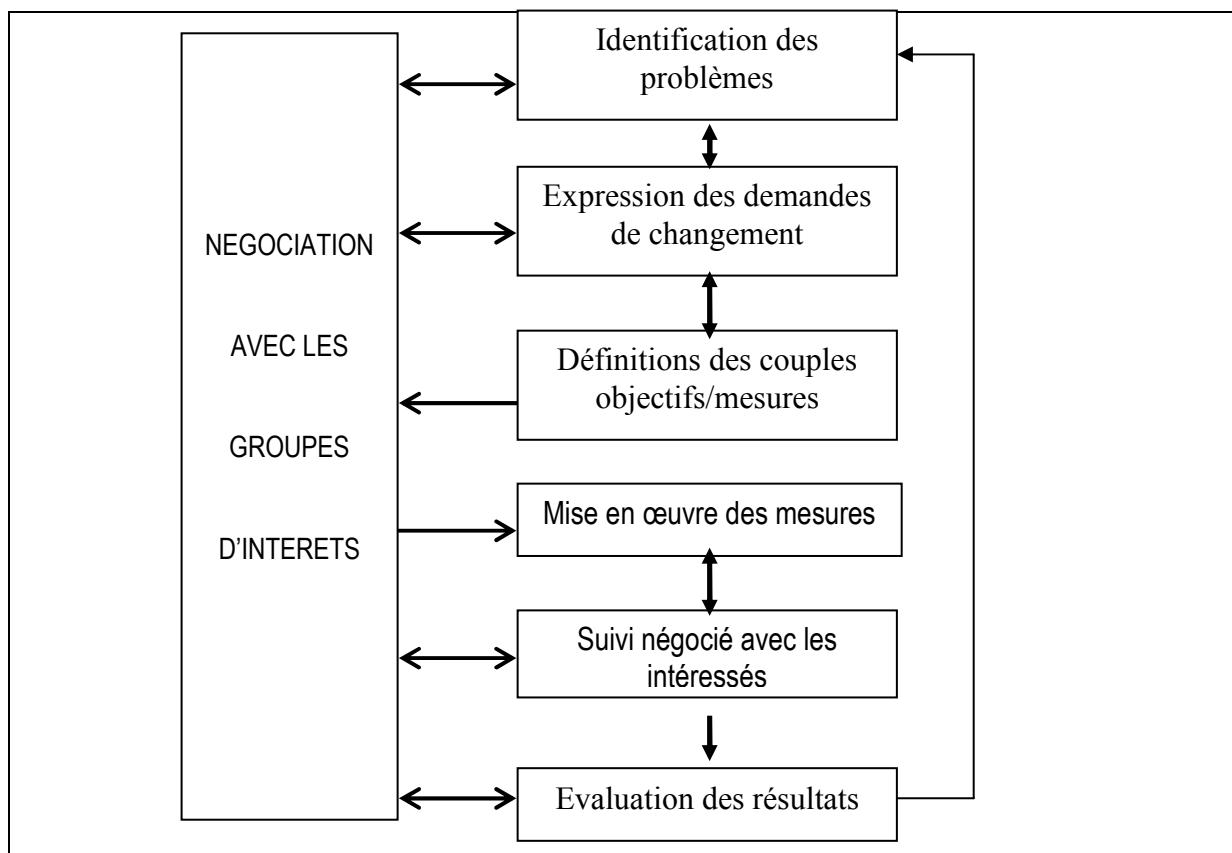 NEGOCIATION
AVEC LES
GROUPES
D'INTERETS
Identification des
problèmes
Expression des demandes
de changement
Définitions des couples
objectifs/mesures
Mise en œuvre des mesures
Suivi négocié avec les
intéressés
Evaluation des résultats